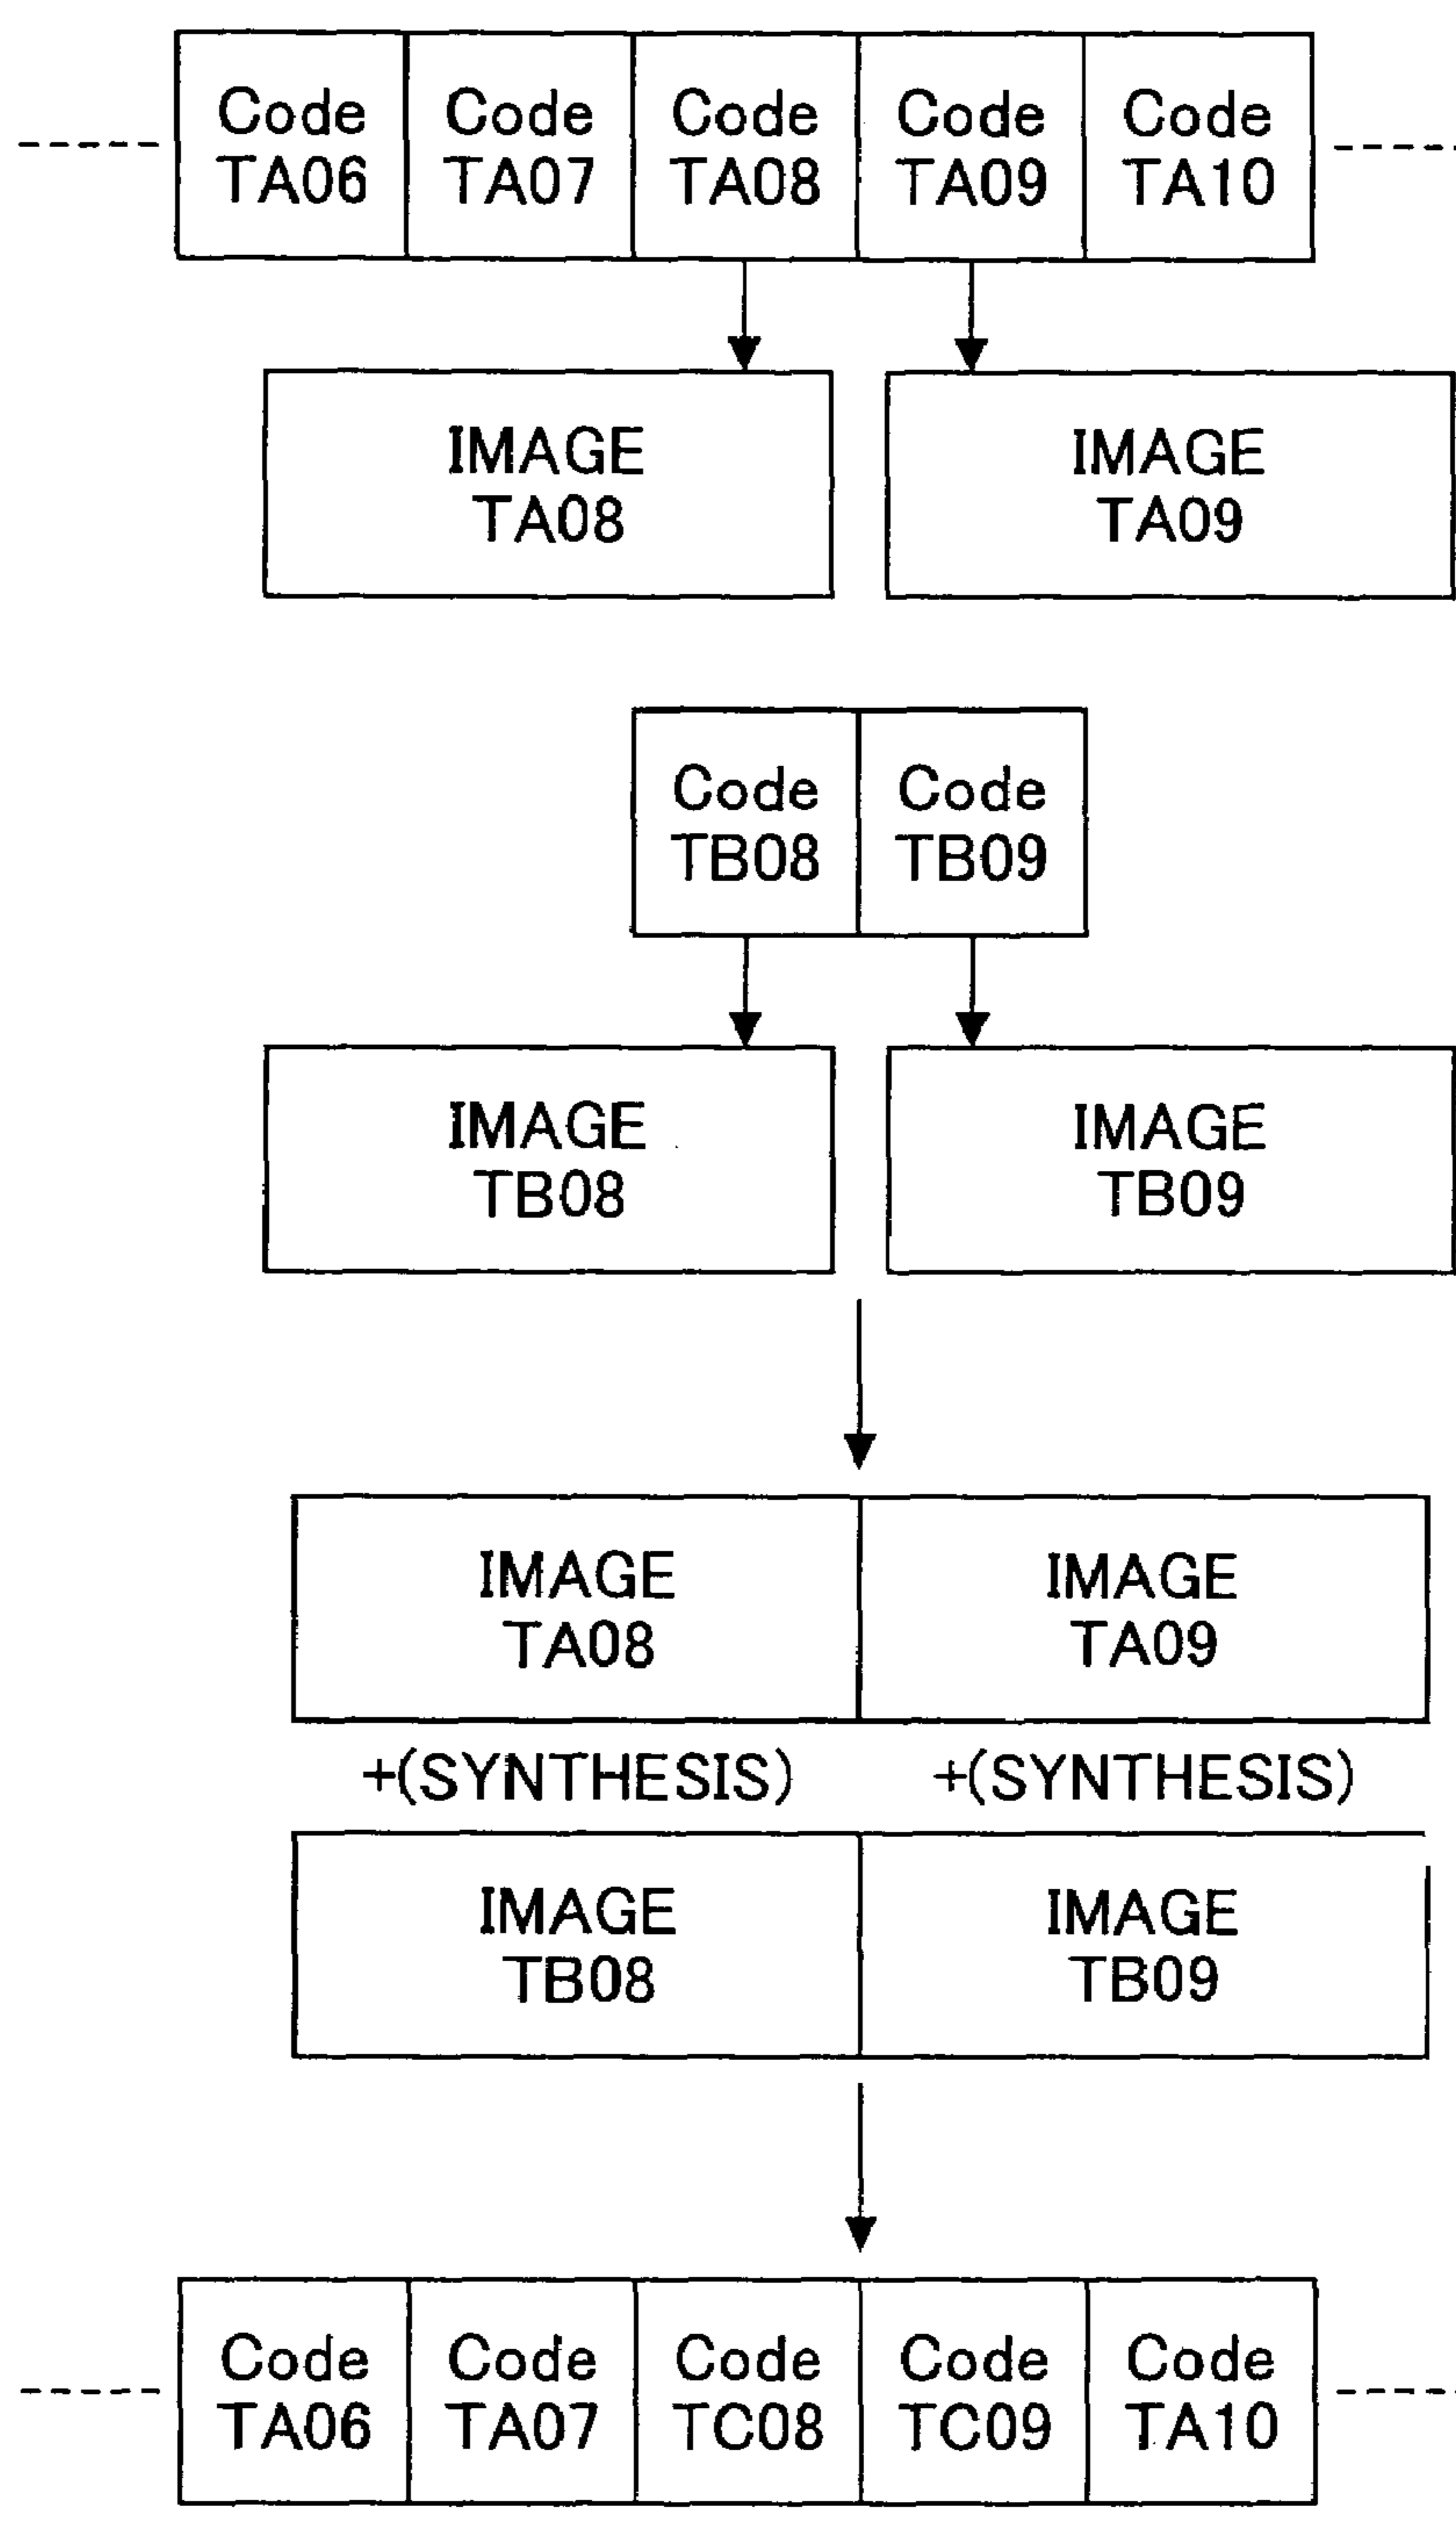 Code Code Code Code Code
TA06 TA07 TA08 TA09 TA10
IMAGE IMAGE
TA08 TA09
Code Code
TB08 TB09
IMAGE IMAGE
TB08 TB09
IMAGE IMAGE
TA08 TA09
+(SYNTHESIS) +(SYNTHESIS)
IMAGE IMAGE
TB08 TB09
Code Code Code Code Code
TA06 TA07 TC08 TC09 TA10